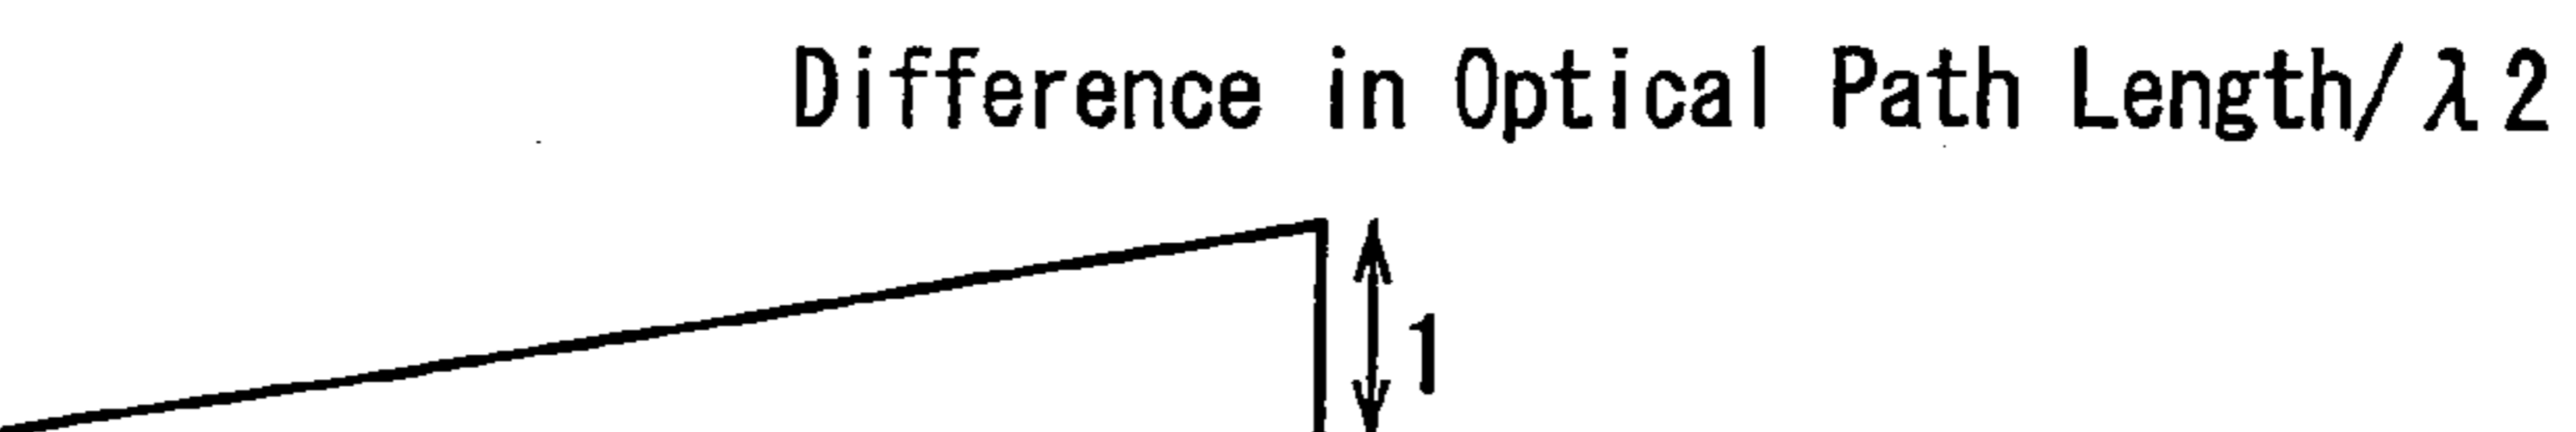 Difference in Optical Path Length/λ2
1